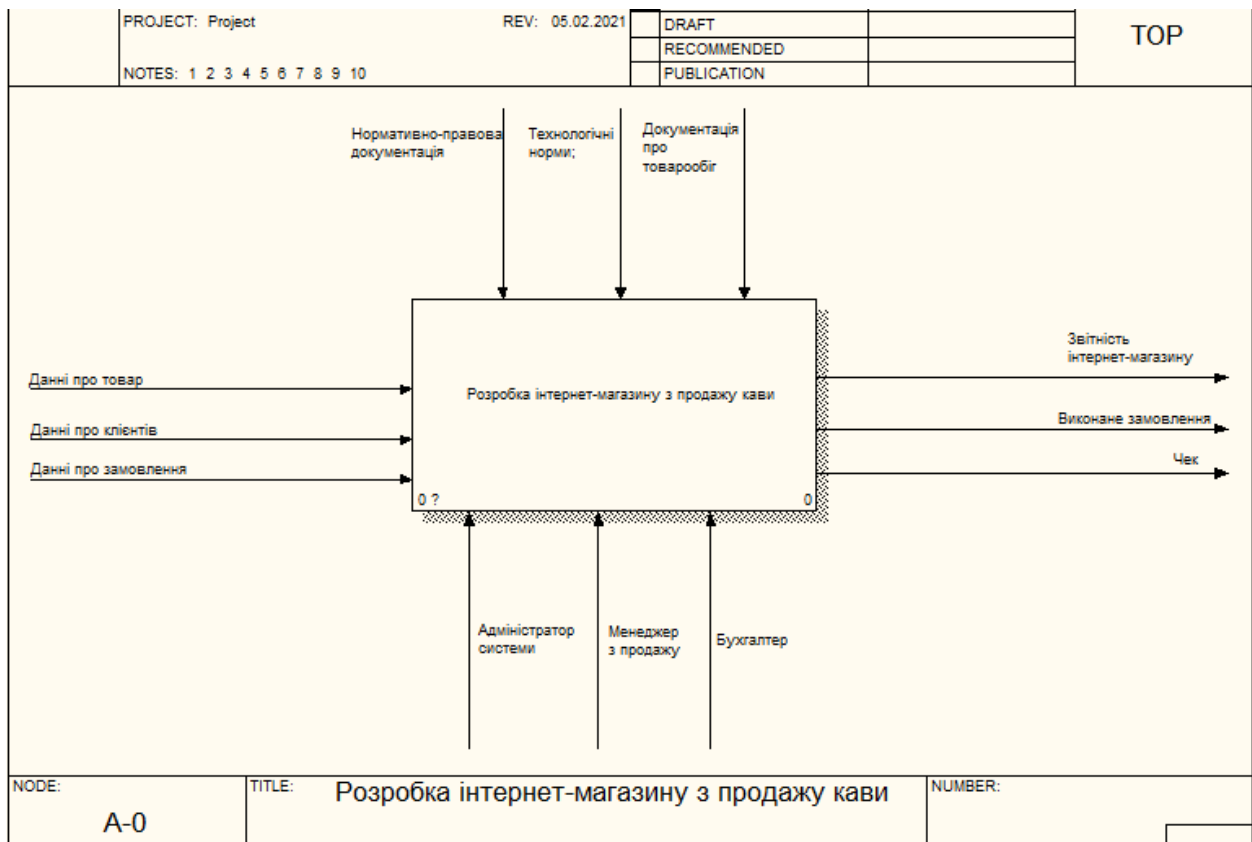 PROJECT: Project
REV: 05.02.2021
DRAFT
TOP
RECOMMENDED
NOTES: 1 2 3 4 5 6 7 8 9 10
PUBLICATION
Нормативно-правова
документація
Технологічні
норми;
Документація
про
товарообіг
Данні про товар
Данні про клієнтів
Данні про замовлення
Розробка інтернет-магазину з продажу кави
0 ?
0
Звітність
інтернет-магазину
Виконане замовлення
Чек
Адміністратор
системи
Менеджер
з продажу
Бухгалтер
NODE:
A-0
TITLE:
Розробка інтернет-магазину з продажу кави
NUMBER: